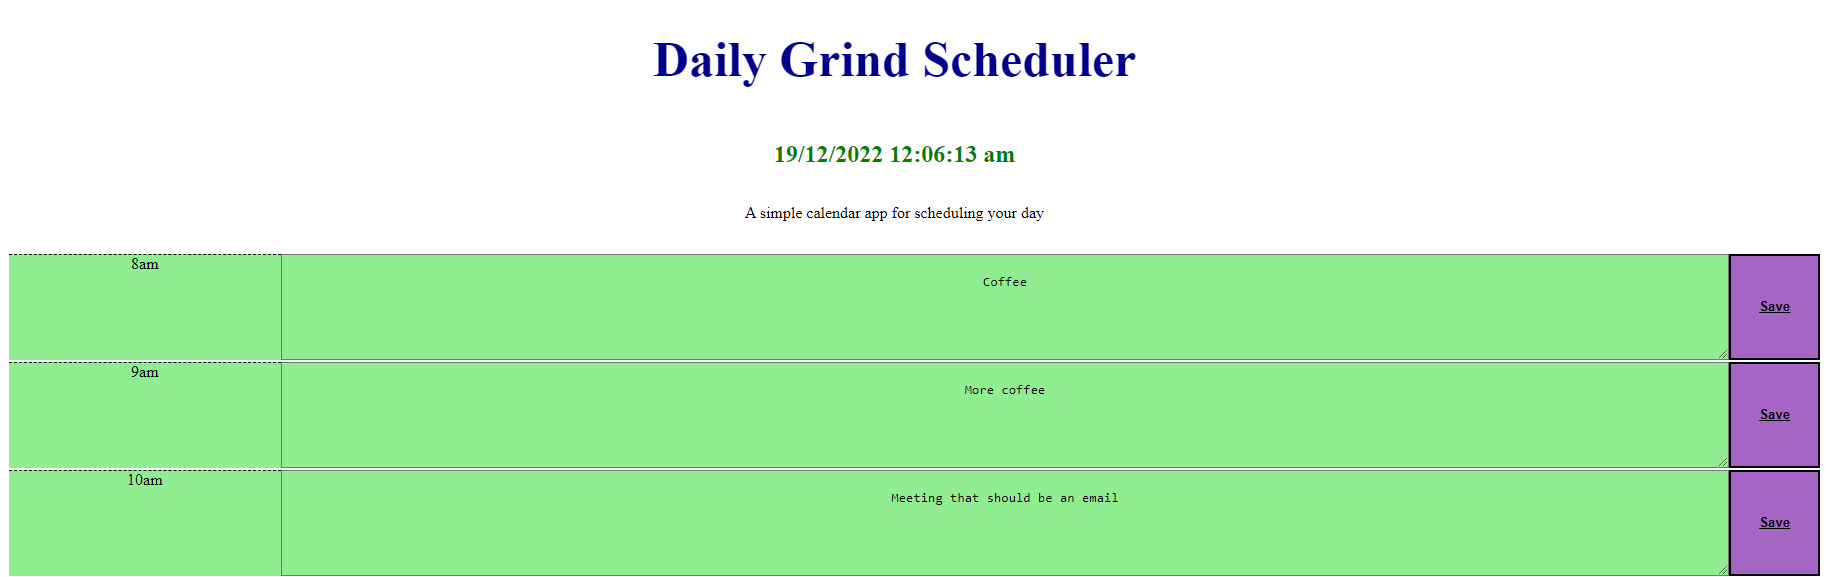 Daily Grind Scheduler
19/12/2022 12:06:13 am
A simple calendar app for scheduling your day
8am
Coffee
Save
9am
More coffee
Save
10am
Meeting that should be an email
Save